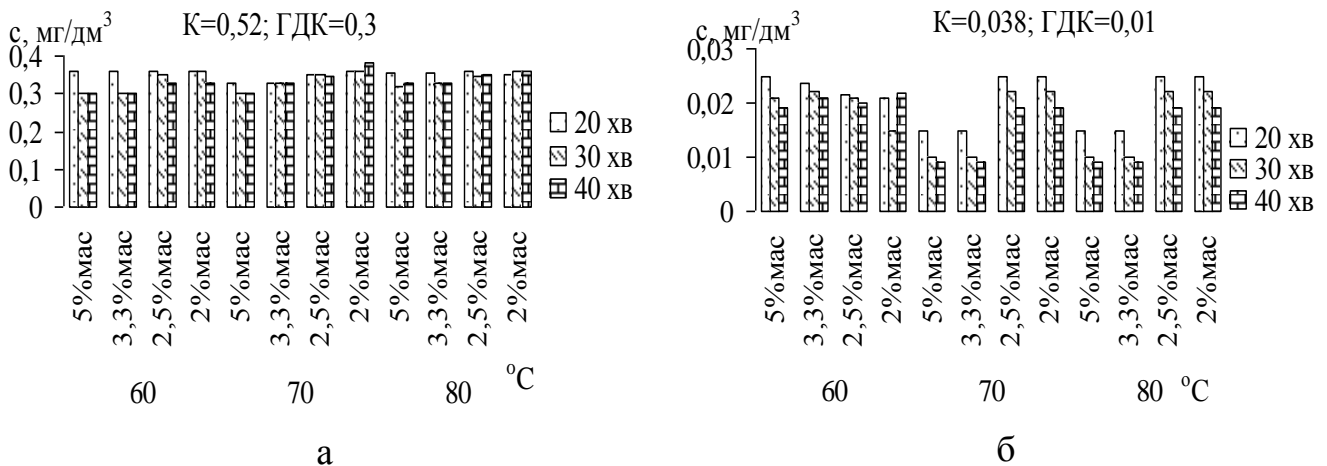 К=0,52; ГДК=0,3
с, мг/дм³
0,4
0,3
0,2
0,1
0
20 хв
30 хв
40 хв
5%мас
3,3%мас
2,5%мас
2%мас
5%мас
3,3%мас
2,5%мас
2%мас
5%мас
3,3%мас
2,5%мас
2%мас
60
70
80
°С
а
К=0,038; ГДК=0,01
с, мг/дм³
0,03
0,02
0,01
0
20 хв
30 хв
40 хв
5%мас
3,3%мас
2,5%мас
2%мас
5%мас
3,3%мас
2,5%мас
2%мас
5%мас
3,3%мас
2,5%мас
2%мас
60
70
80 °С
б